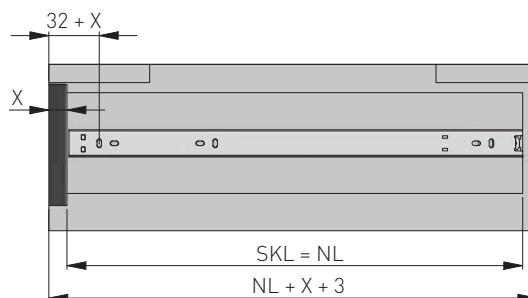 32 + X
X
SKL = NL
NL + X + 3